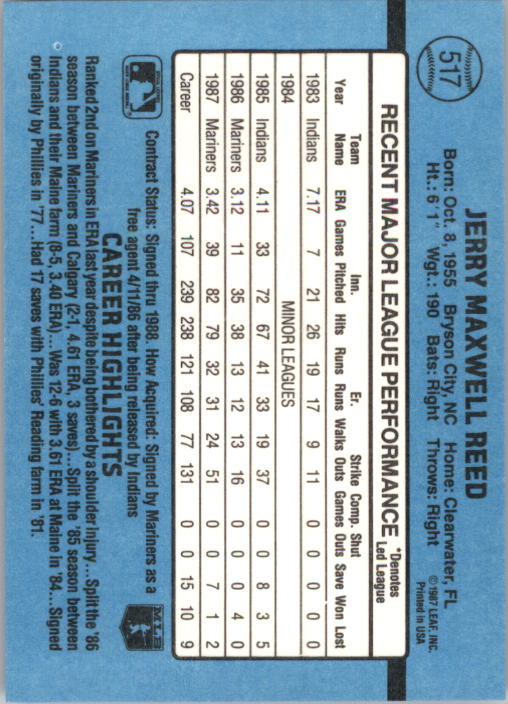 517
JERRY MAXWELL REED
Born: Oct 8, 1955 Bryson City, NC Home: Clearwater, FL
Ht.: 6'1" Wgt.: 190 Bats: Right Throws: Right
© 1987 LEAF, INC.
Printed in USA
RECENT MAJOR LEAGUE PERFORMANCE *Denotes Led League
Team Inn. Er. Strike Comp. Shut
Year Name ERA Games Pitched Hits Runs Runs Walks Outs Games Outs Save Won Lost
1983 Indians 7.17 7 21 26 19 17 9 11 0 0 0 0 0
1984 MINOR LEAGUES
1985 Indians 4.11 33 72 67 41 33 19 37 0 0 8 3 5
1986 Mariners 3.12 11 35 38 13 12 13 16 0 0 0 4 0
1987 Mariners 3.42 39 82 79 32 31 24 51 0 0 7 1 2
Career 4.07 107 239 238 121 108 77 131 0 0 15 10 9
Contract Status: Signed thru 1988. How Acquired: Signed by Mariners as a
free agent 4/11/86 after being released by Indians
MLB
CAREER HIGHLIGHTS
Ranked 2nd on Mariners in ERA last year despite being bothered by a shoulder injury...Split the '86
season between Mariners and Calgary (2-1, 4.61 ERA, 3 saves)...Split the '85 season between
Indians and their Maine farm (8-5, 3.40 ERA)...Was 12-6 with 3.61 ERA at Maine in '84...Signed
originally by Phillies in '77...Had 17 saves with Phillies' Reading farm in '81.